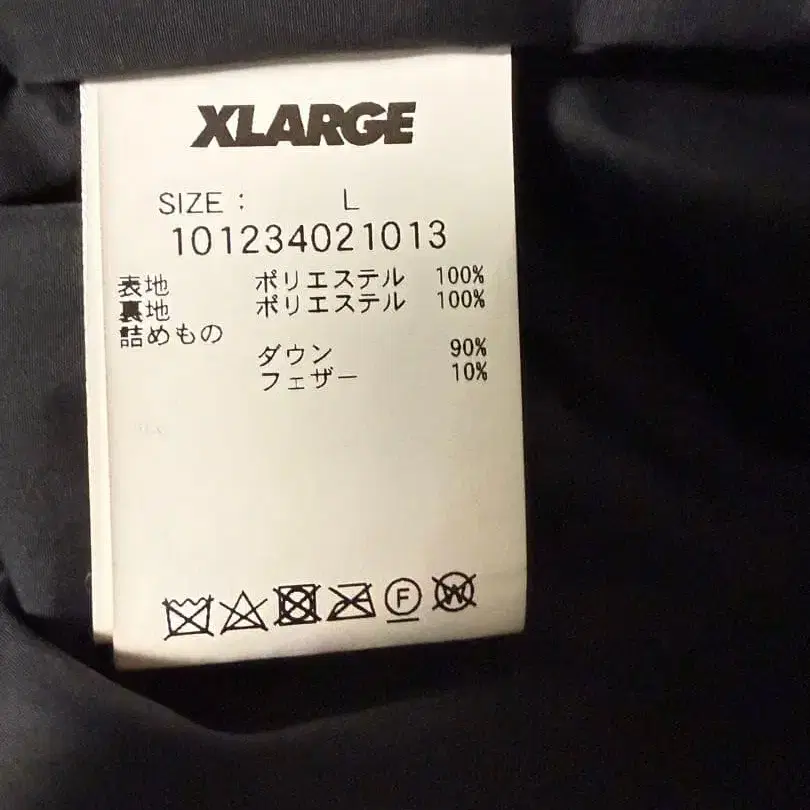 XLARGE
SIZE : L
101234021013
表地 ポリエステル 100%
裏地 ポリエステル 100%
詰めもの
ダウン 90%
フェザー 10%
F W